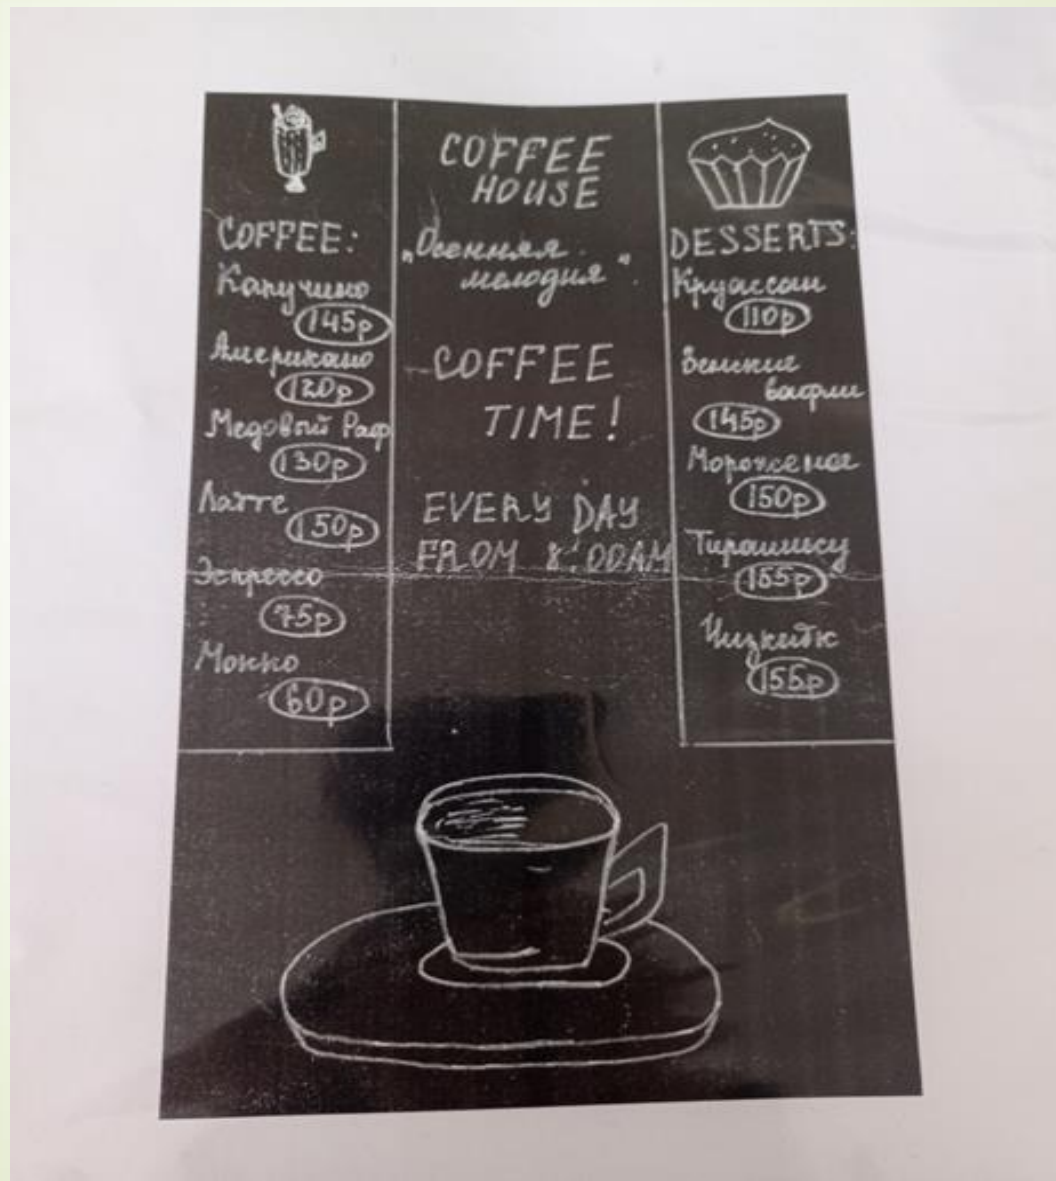 COFFEE:
Капучино
145р
Американо
120р
Медовый Раф
130р
Латте
150р
Эспрессо
75р
Мокко
60р
COFFEE
HOUSE
„Осенняя
мелодия“
COFFEE
TIME!
EVERY DAY
FROM 8:00AM
DESSERTS:
Круассан
110р
Венские
вафли
145р
Мороженое
150р
Тирамису
155р
Чизкейк
155р